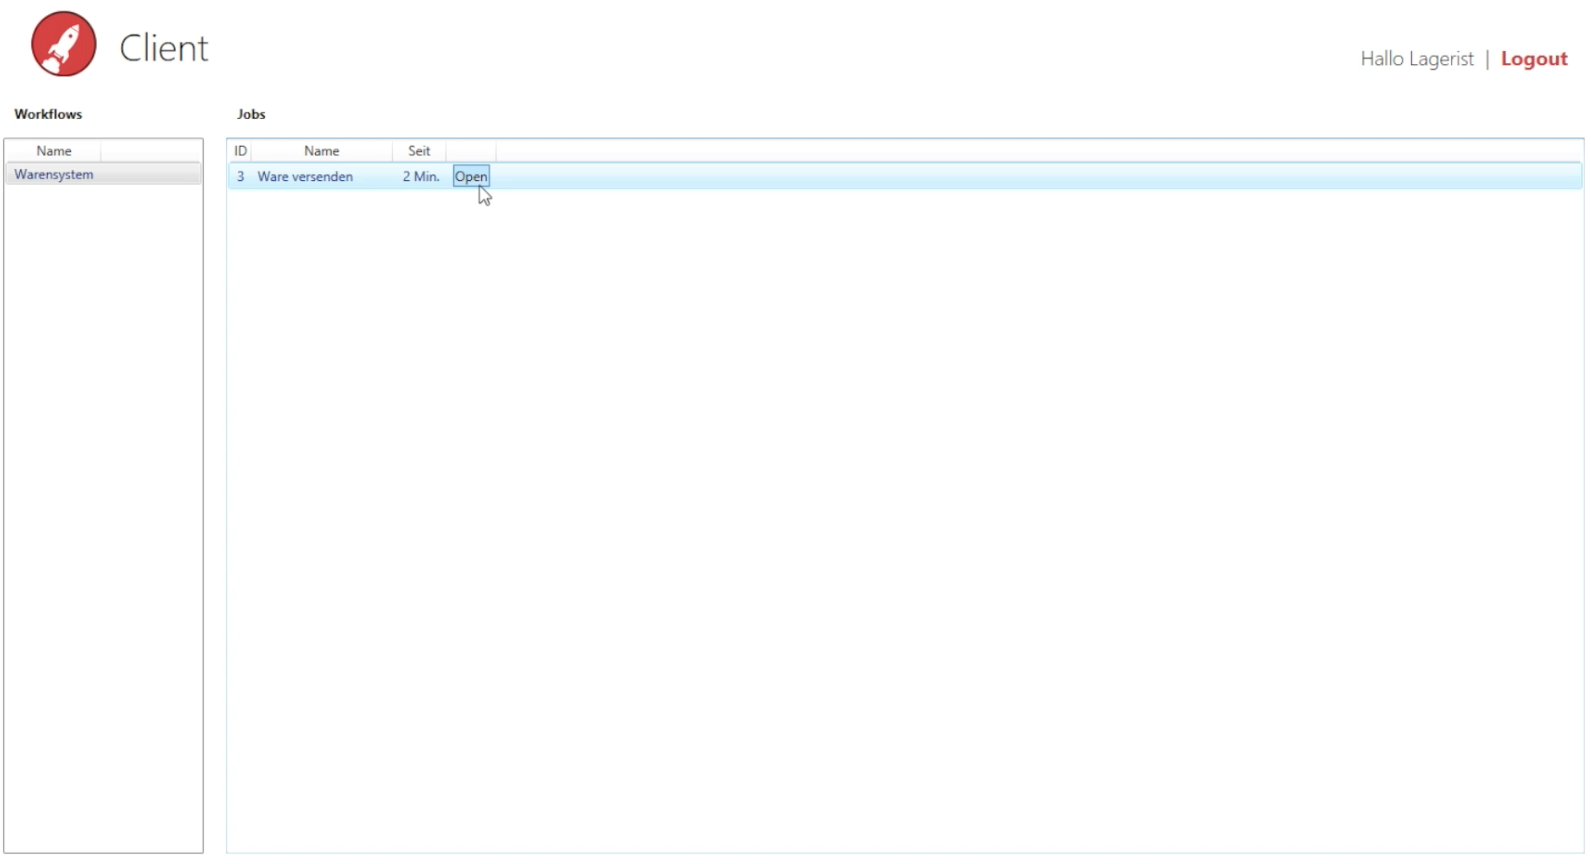 Client
Hallo Lagerist | Logout
Workflows
Jobs
Name
Warensystem
ID Name Seit
3 Ware versenden 2 Min. Open